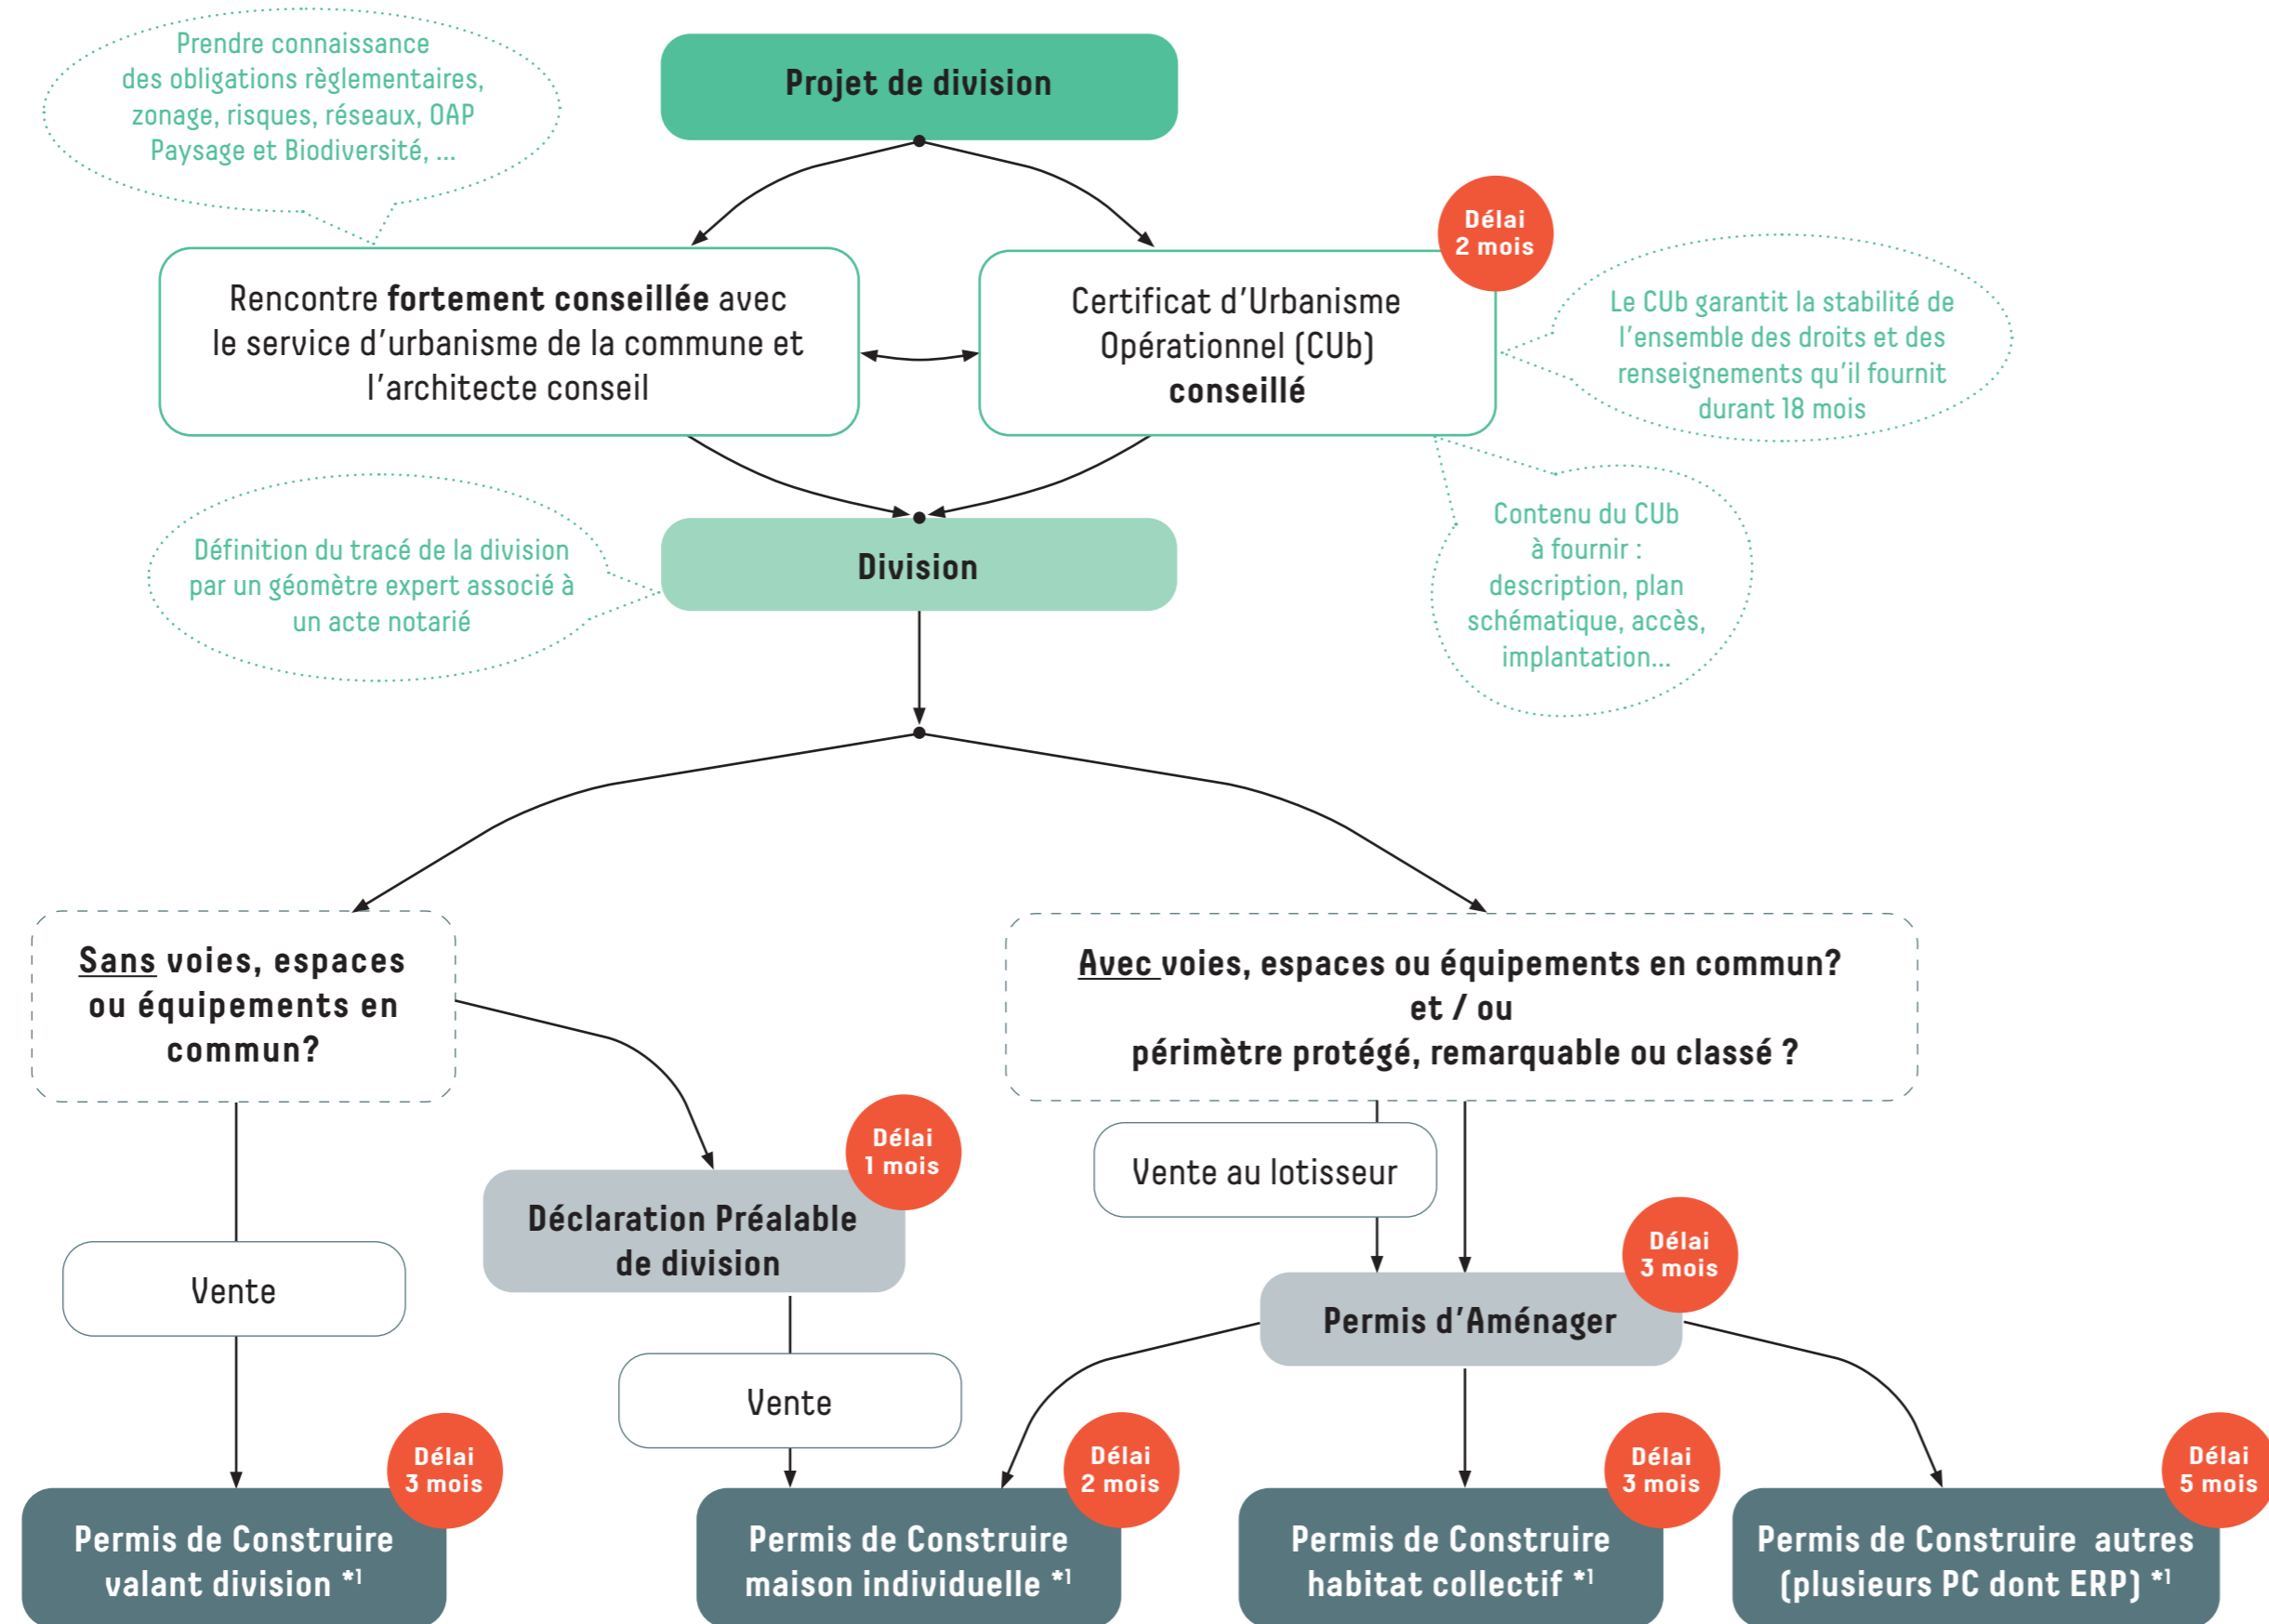 Prendre connaissance
des obligations règlementaires,
zonage, risques, réseaux, OAP
Paysage et Biodiversité, ...
Projet de division
Délai
2 mois
Rencontre fortement conseillée avec
le service d'urbanisme de la commune et
l'architecte conseil
Certificat d'Urbanisme
Opérationnel (CUb)
conseillé
Le CUb garantit la stabilité de
l'ensemble des droits et des
renseignements qu'il fournit
durant 18 mois
Définition du tracé de la division
par un géomètre expert associé à
un acte notarié
Division
Contenu du CUb
à fournir :
description, plan
schématique, accès,
implantation...
Sans voies, espaces
ou équipements en
commun?
Avec voies, espaces ou équipements en commun?
et / ou
périmètre protégé, remarquable ou classé ?
Délai
1 mois
Déclaration Préalable
de division
Vente au lotisseur
Vente
Délai
3 mois
Permis d'Aménager
Vente
Délai
3 mois
Permis de Construire
valant division *1
Délai
2 mois
Permis de Construire
maison individuelle *1
Délai
3 mois
Permis de Construire
habitat collectif *1
Délai
5 mois
Permis de Construire autres
(plusieurs PC dont ERP) *1